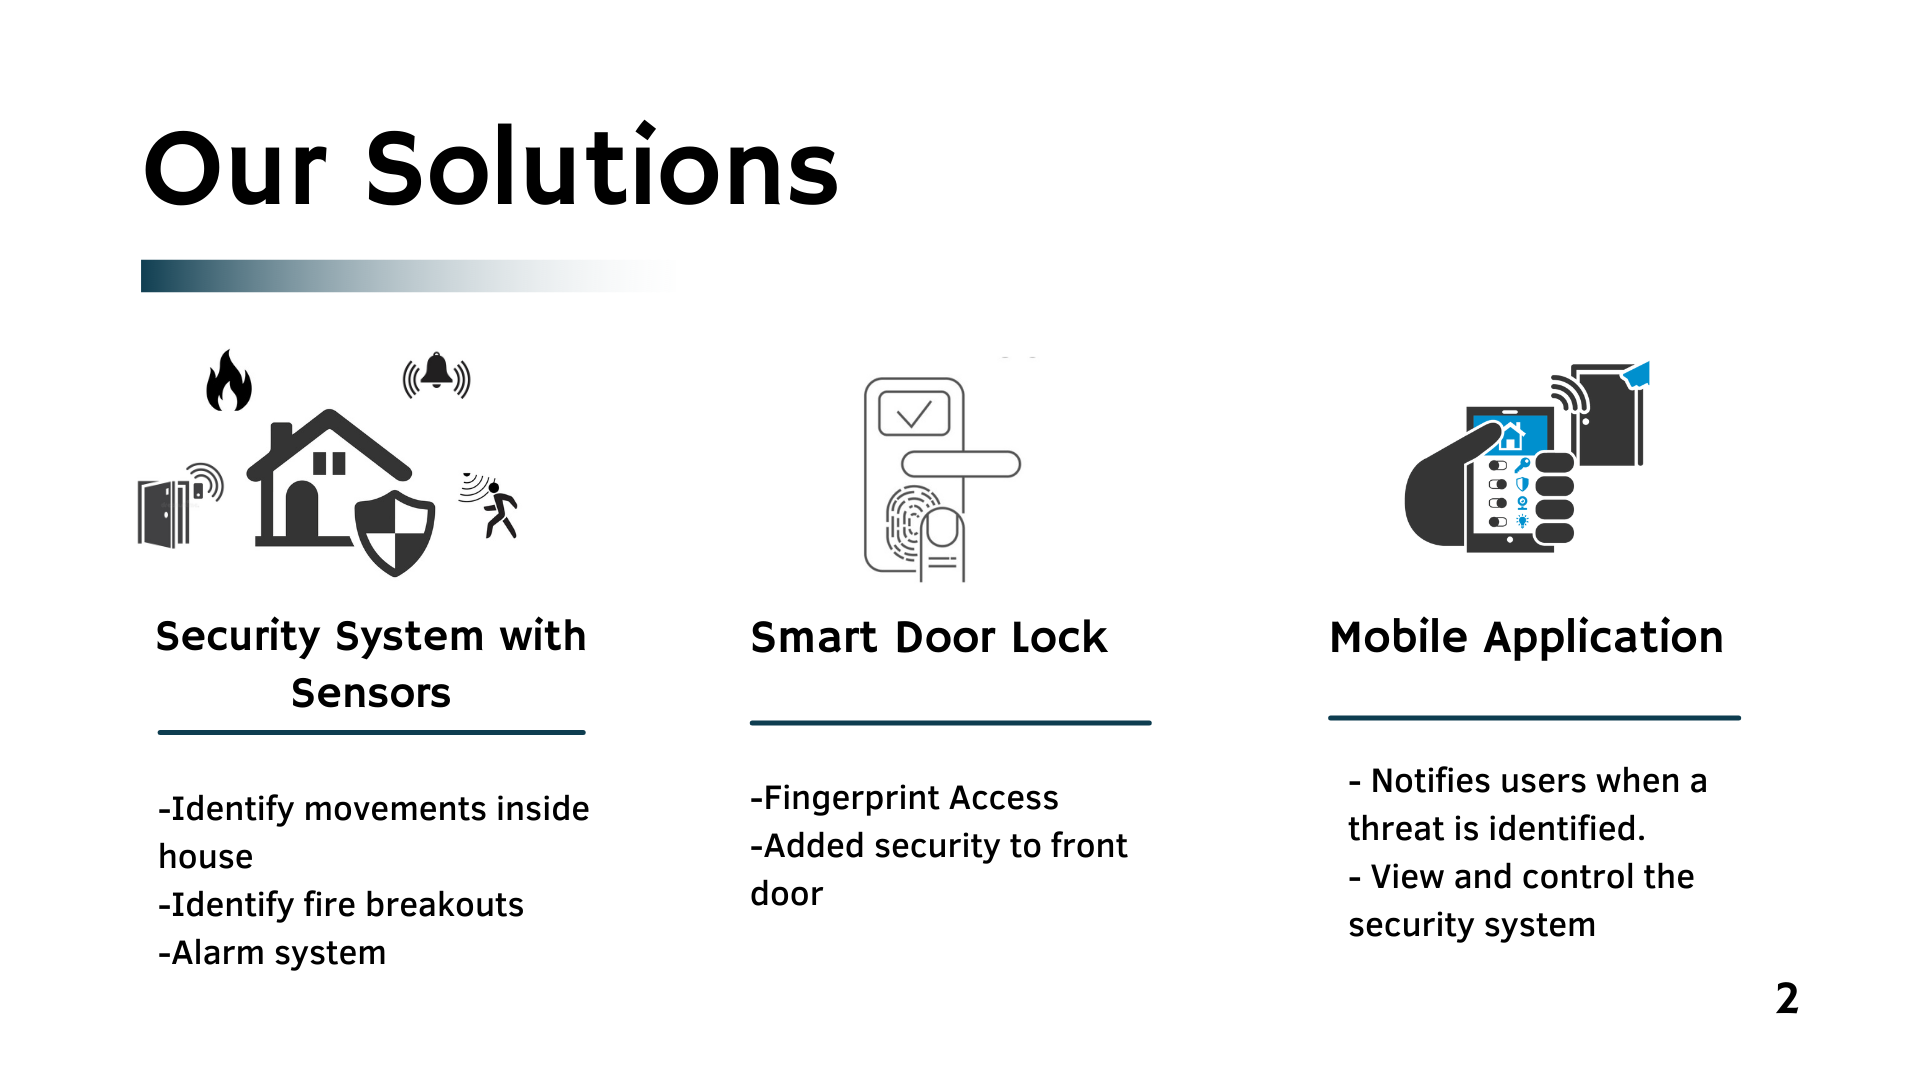 Our Solutions
Security System with
Sensors
-Identify movements inside
house
-Identify fire breakouts
-Alarm system
Smart Door Lock
-Fingerprint Access
-Added security to front
door
Mobile Application
- Notifies users when a
threat is identified.
- View and control the
security system
2